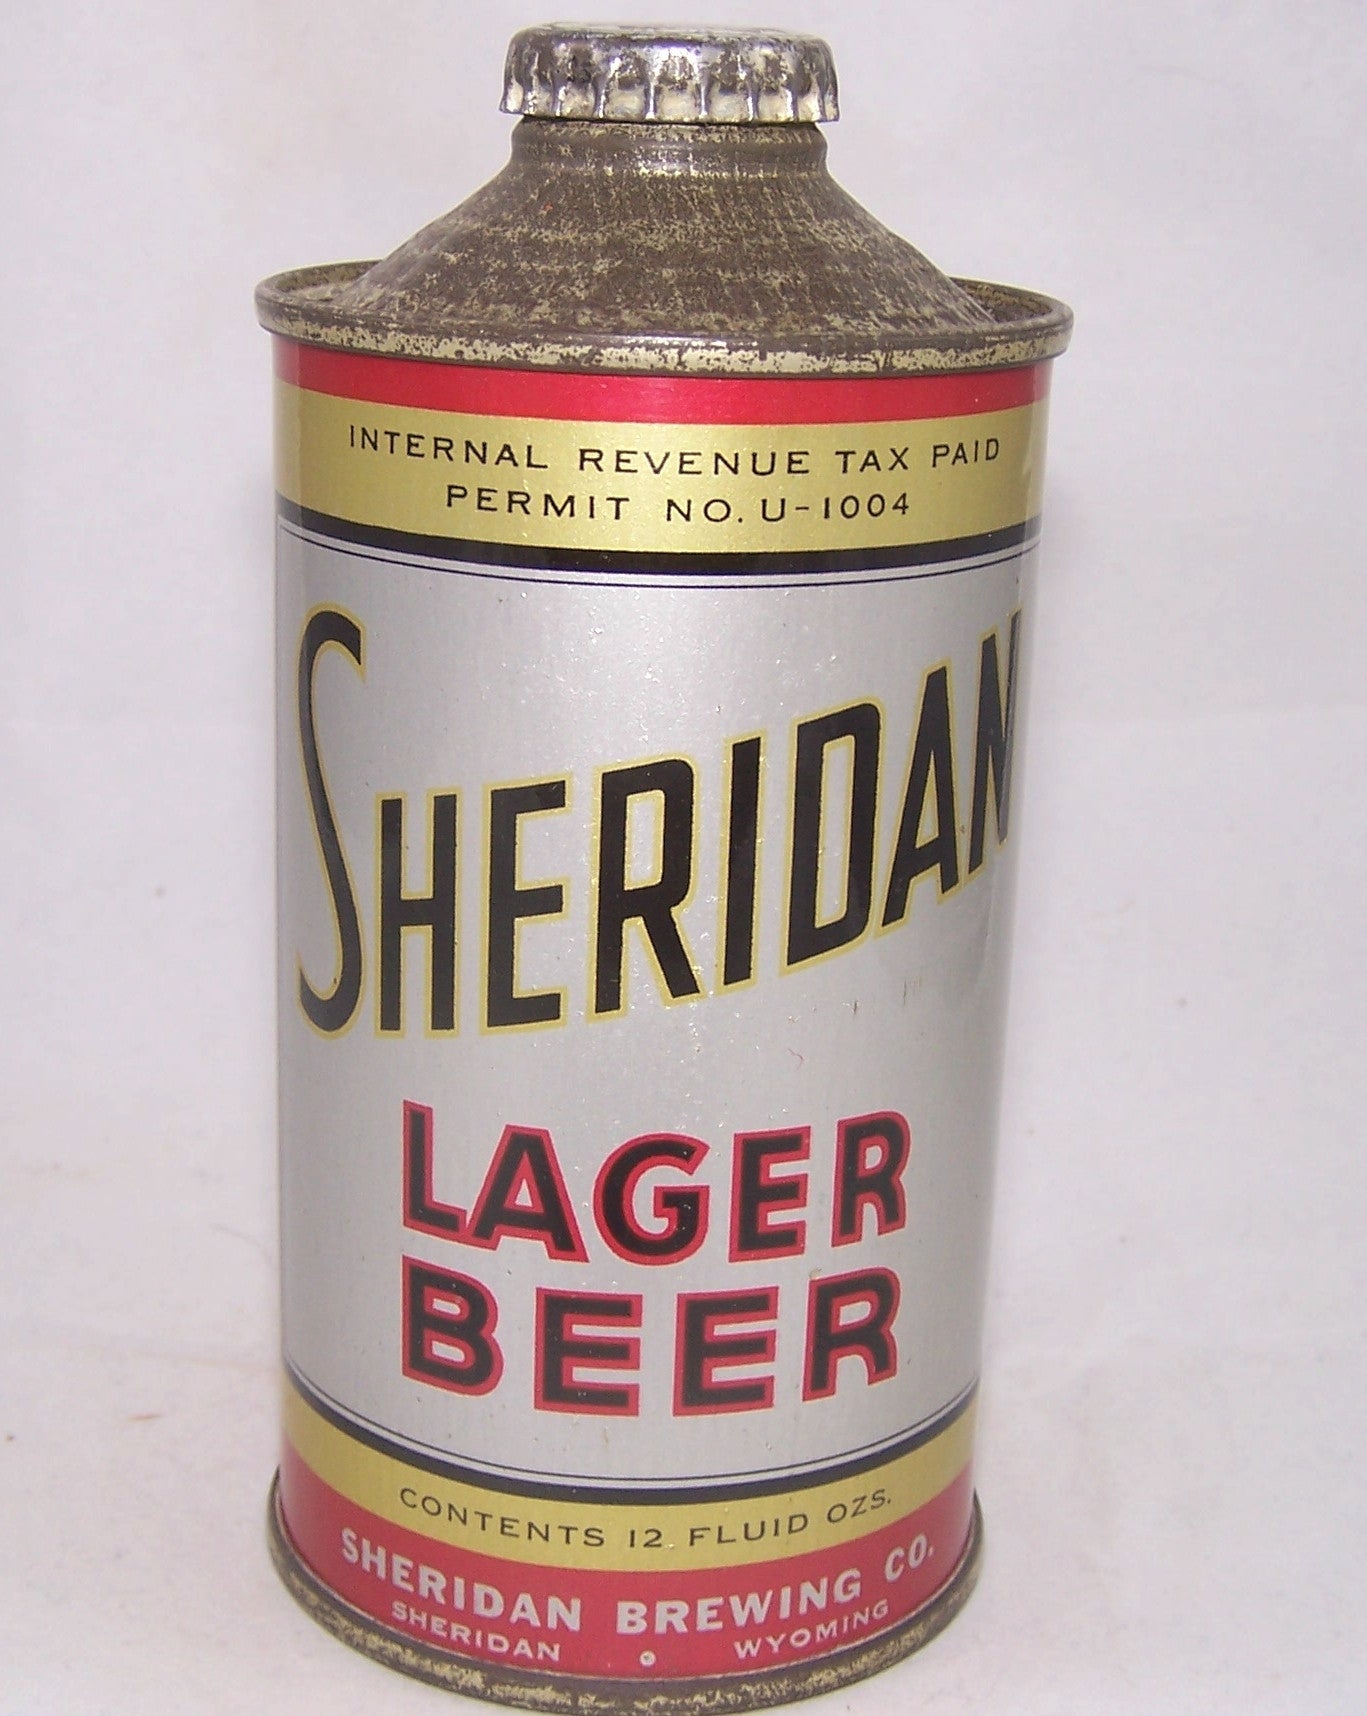 INTERNAL REVENUE TAX PAID
PERMIT NO. U-1004
SHERIDAN
LAGER
BEER
CONTENTS 12 FLUID OZS.
SHERIDAN BREWING CO.
SHERIDAN • WYOMING